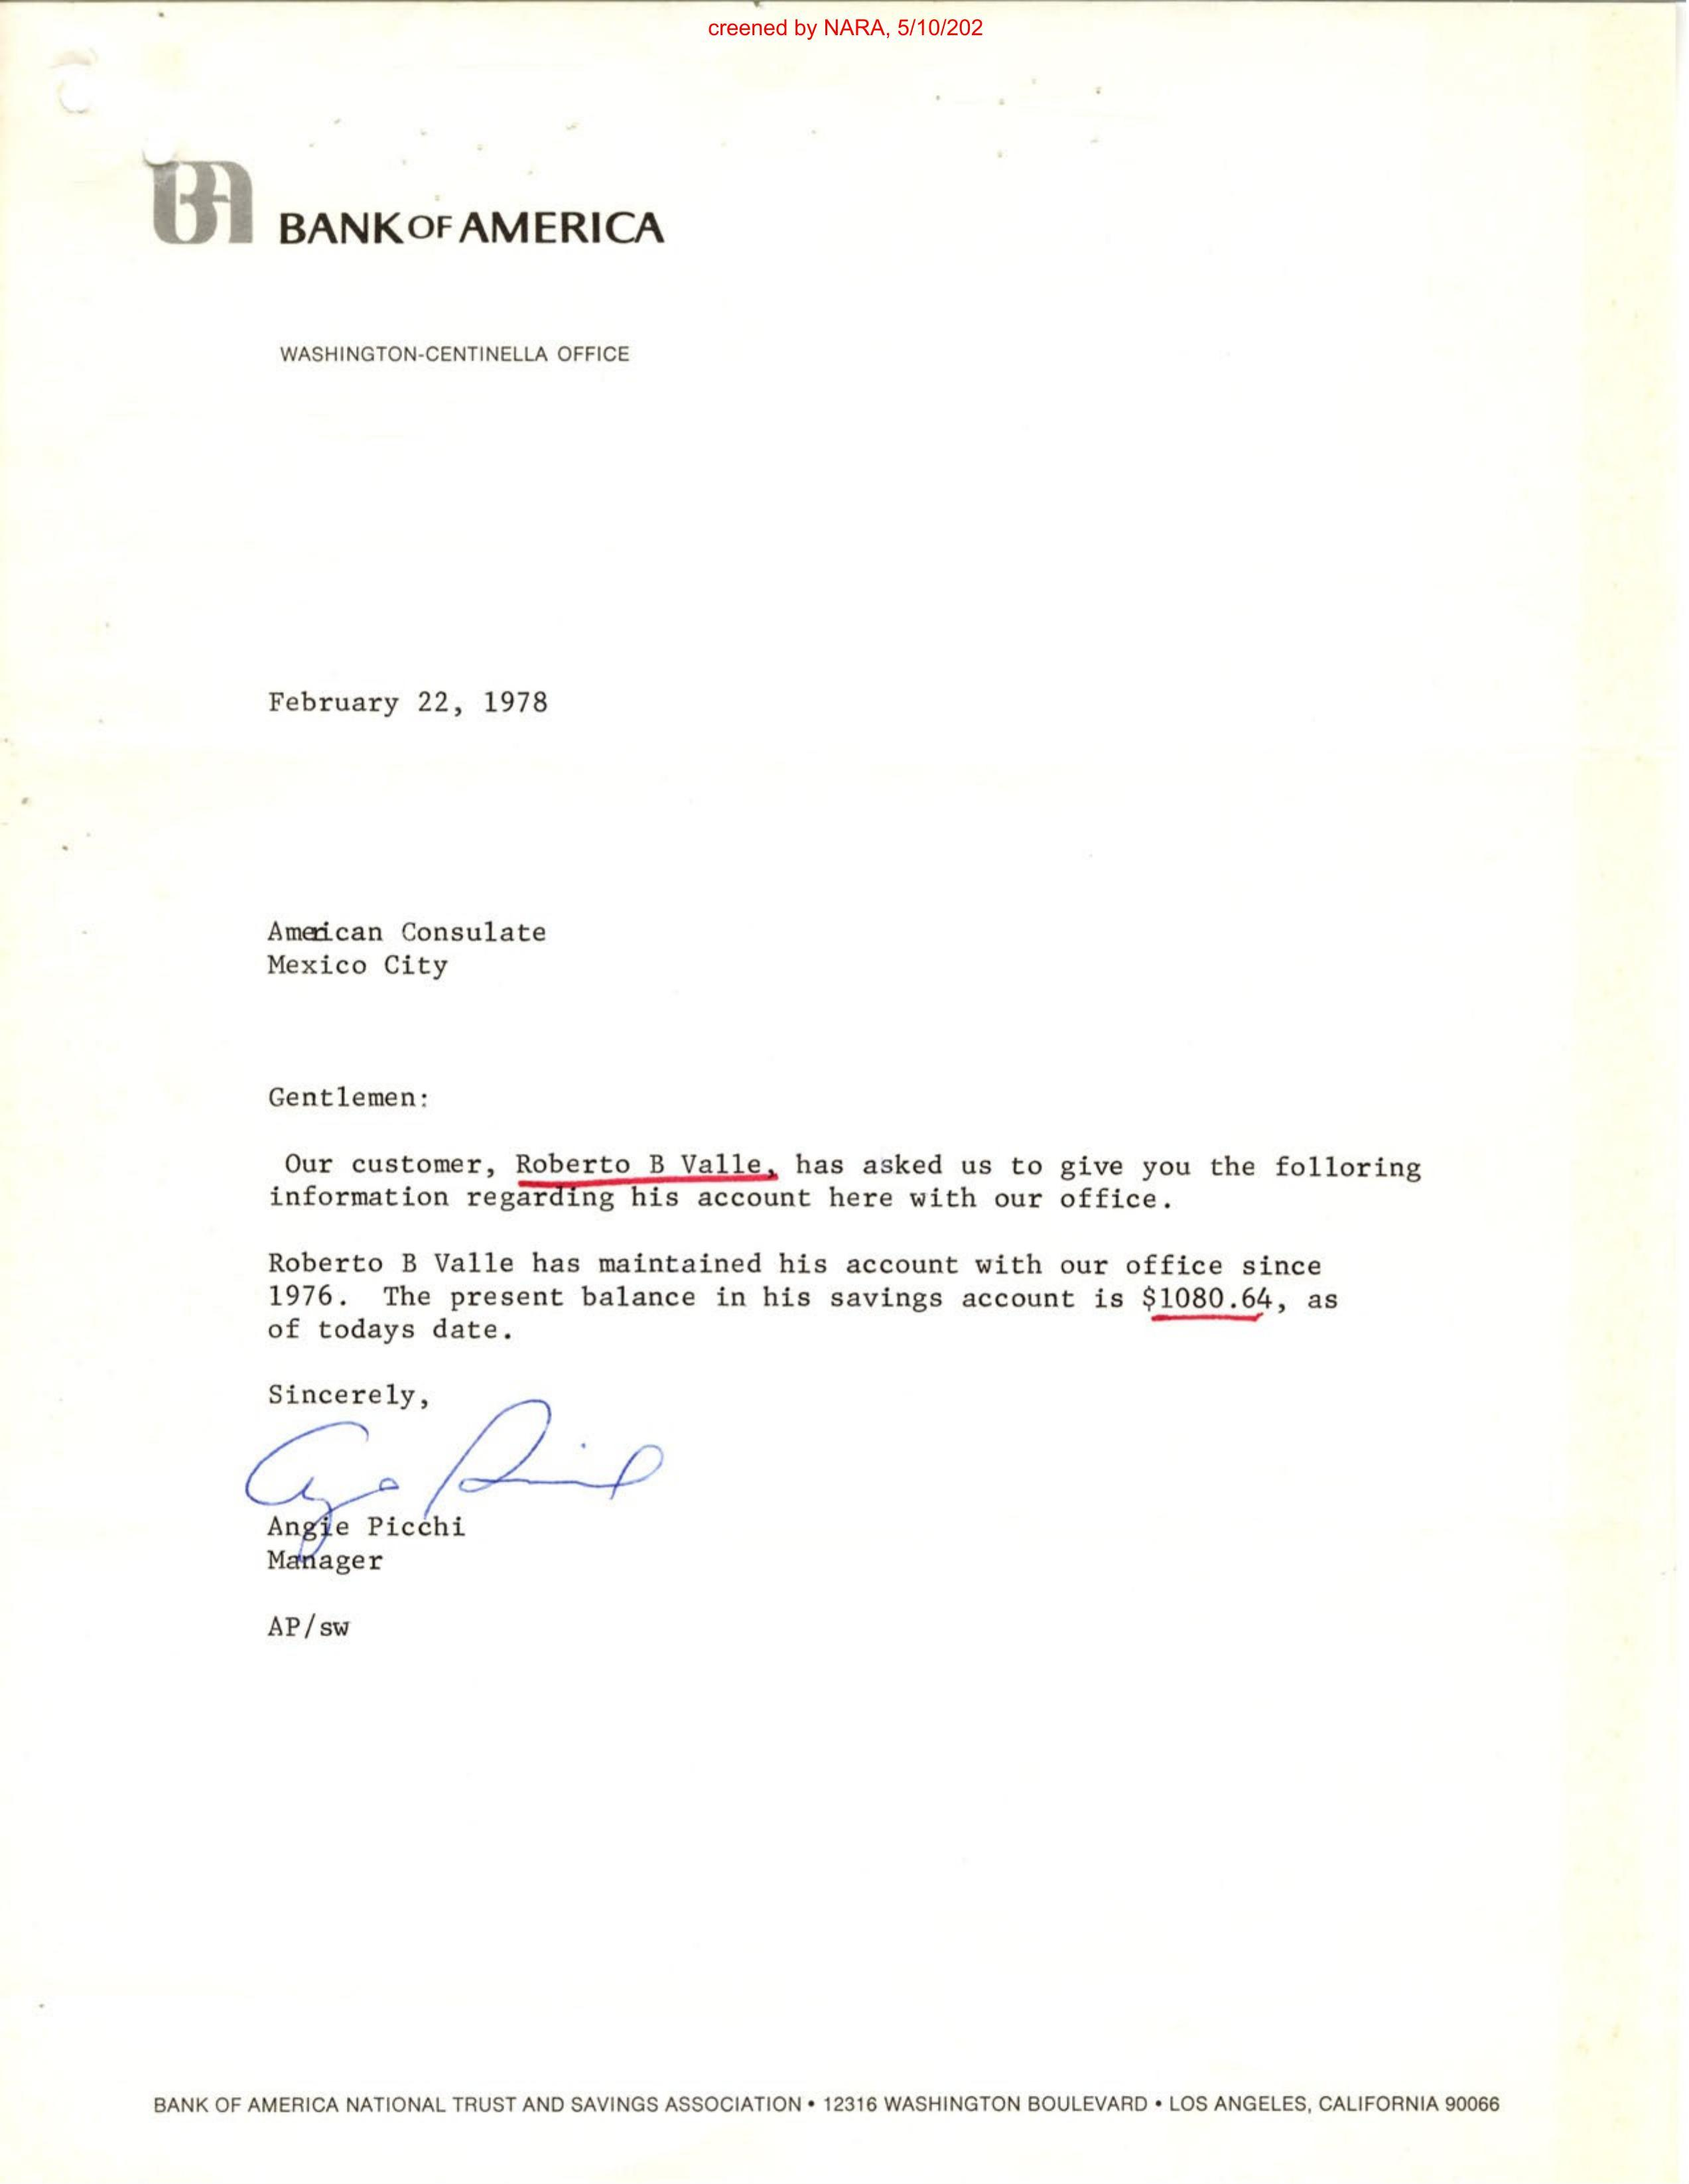 creened by NARA, 5/10/202
BA
BANK OF AMERICA
WASHINGTON-CENTINELLA OFFICE
February 22, 1978
American Consulate
Mexico City
Gentlemen:
Our customer, Roberto B Valle, has asked us to give you the folloring
information regarding his account here with our office.
Roberto B Valle has maintained his account with our office since
1976. The present balance in his savings account is $1080.64, as
of todays date.
Sincerely,
Angie Picchi
Manager
AP/sw
BANK OF AMERICA NATIONAL TRUST AND SAVINGS ASSOCIATION • 12316 WASHINGTON BOULEVARD • LOS ANGELES, CALIFORNIA 90066